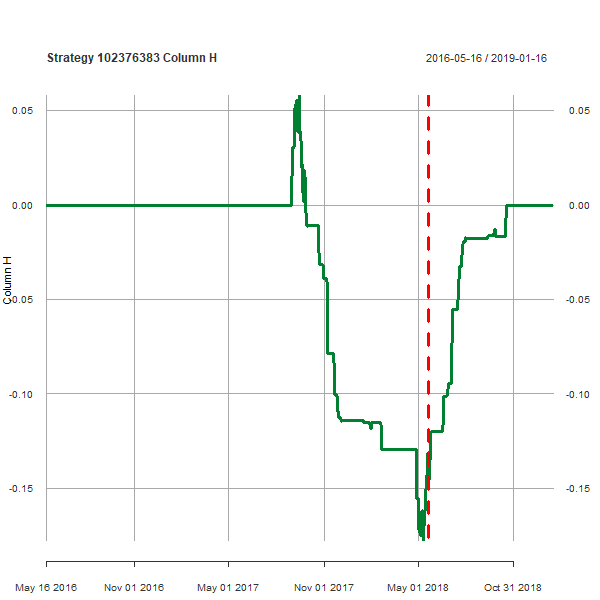 Strategy 102376383 Column H 2016-05-16 / 2019-01-16
0.05 0.05
0.00 0.00
Column H
-0.05 -0.05
-0.10 -0.10
-0.15 -0.15
May 16 2016 Nov 01 2016 May 01 2017 Nov 01 2017 May 01 2018 Oct 31 2018